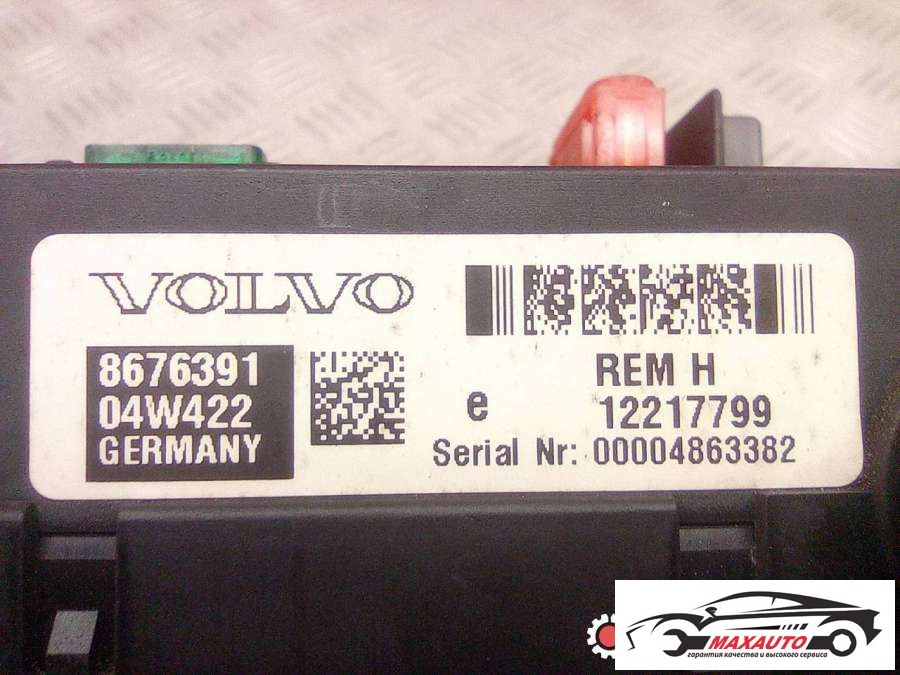 VOLVO
8676391
04W422
GERMANY
REM H
e 12217799
Serial Nr: 00004863382
MAXAUTO
гарантия качества и высокого сервиса